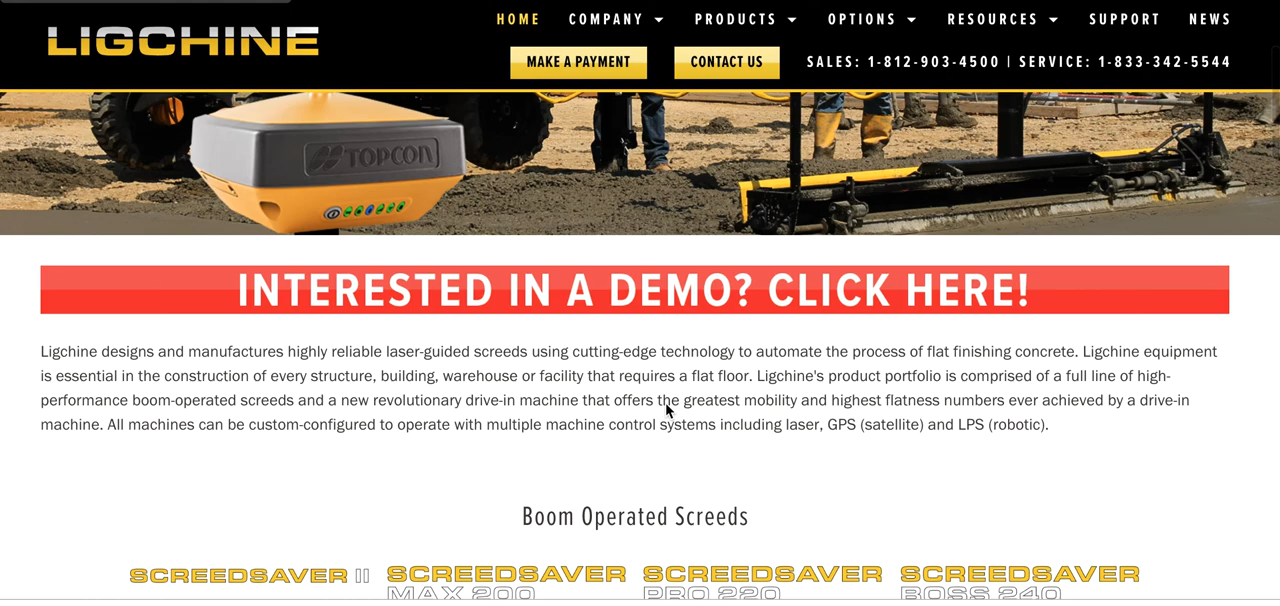 LIGCHINE
HOME COMPANY PRODUCTS OPTIONS RESOURCES SUPPORT NEWS
MAKE A PAYMENT CONTACT US SALES: 1-812-903-4500 | SERVICE: 1-833-342-5544
TOPCON
INTERESTED IN A DEMO? CLICK HERE!
Ligchine designs and manufactures highly reliable laser-guided screeds using cutting-edge technology to automate the process of flat finishing concrete. Ligchine equipment
is essential in the construction of every structure, building, warehouse or facility that requires a flat floor. Ligchine's product portfolio is comprised of a full line of high-
performance boom-operated screeds and a new revolutionary drive-in machine that offers the greatest mobility and highest flatness numbers ever achieved by a drive-in
machine. All machines can be custom-configured to operate with multiple machine control systems including laser, GPS (satellite) and LPS (robotic).
Boom Operated Screeds
SCREEDSAVER II SCREEDSAVER SCREEDSAVER SCREEDSAVER
MAX 200 PRO 220 BOSS 240